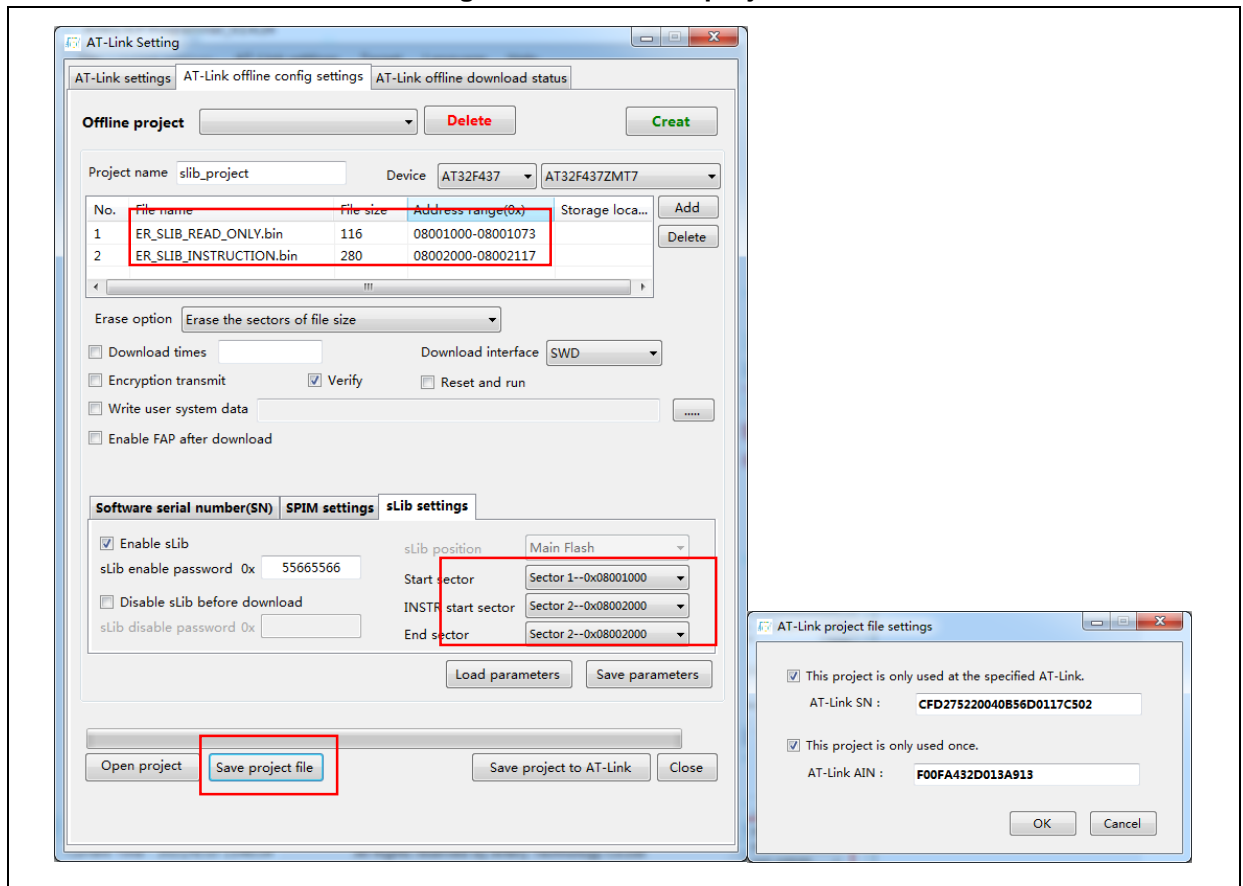 AT-Link Setting
AT-Link settings AT-Link offline config settings AT-Link offline download status
Offline project Delete Creat
Project name slib_project Device AT32F437 AT32F437ZMT7
No. File name File size Address range(0x) Storage loca... Add
1 ER_SLIB_READ_ONLY.bin 116 08001000-08001073
Delete
2 ER_SLIB_INSTRUCTION.bin 280 08002000-08002117
Erase option Erase the sectors of file size
Download times Download interface SWD
Encryption transmit Verify Reset and run
Write user system data .....
Enable FAP after download
Software serial number(SN) SPIM settings sLib settings
Enable sLib sLib position Main Flash
sLib enable password 0x 55665566 Start sector Sector 1--0x08001000
Disable sLib before download INSTR start sector Sector 2--0x08002000
sLib disable password 0x End sector Sector 2--0x08002000
Load parameters Save parameters
Open project Save project file Save project to AT-Link Close
AT-Link project file settings
This project is only used at the specified AT-Link.
AT-Link SN : CFD275220040B56D0117C502
This project is only used once.
AT-Link AIN : F00FA432D013A913
OK Cancel